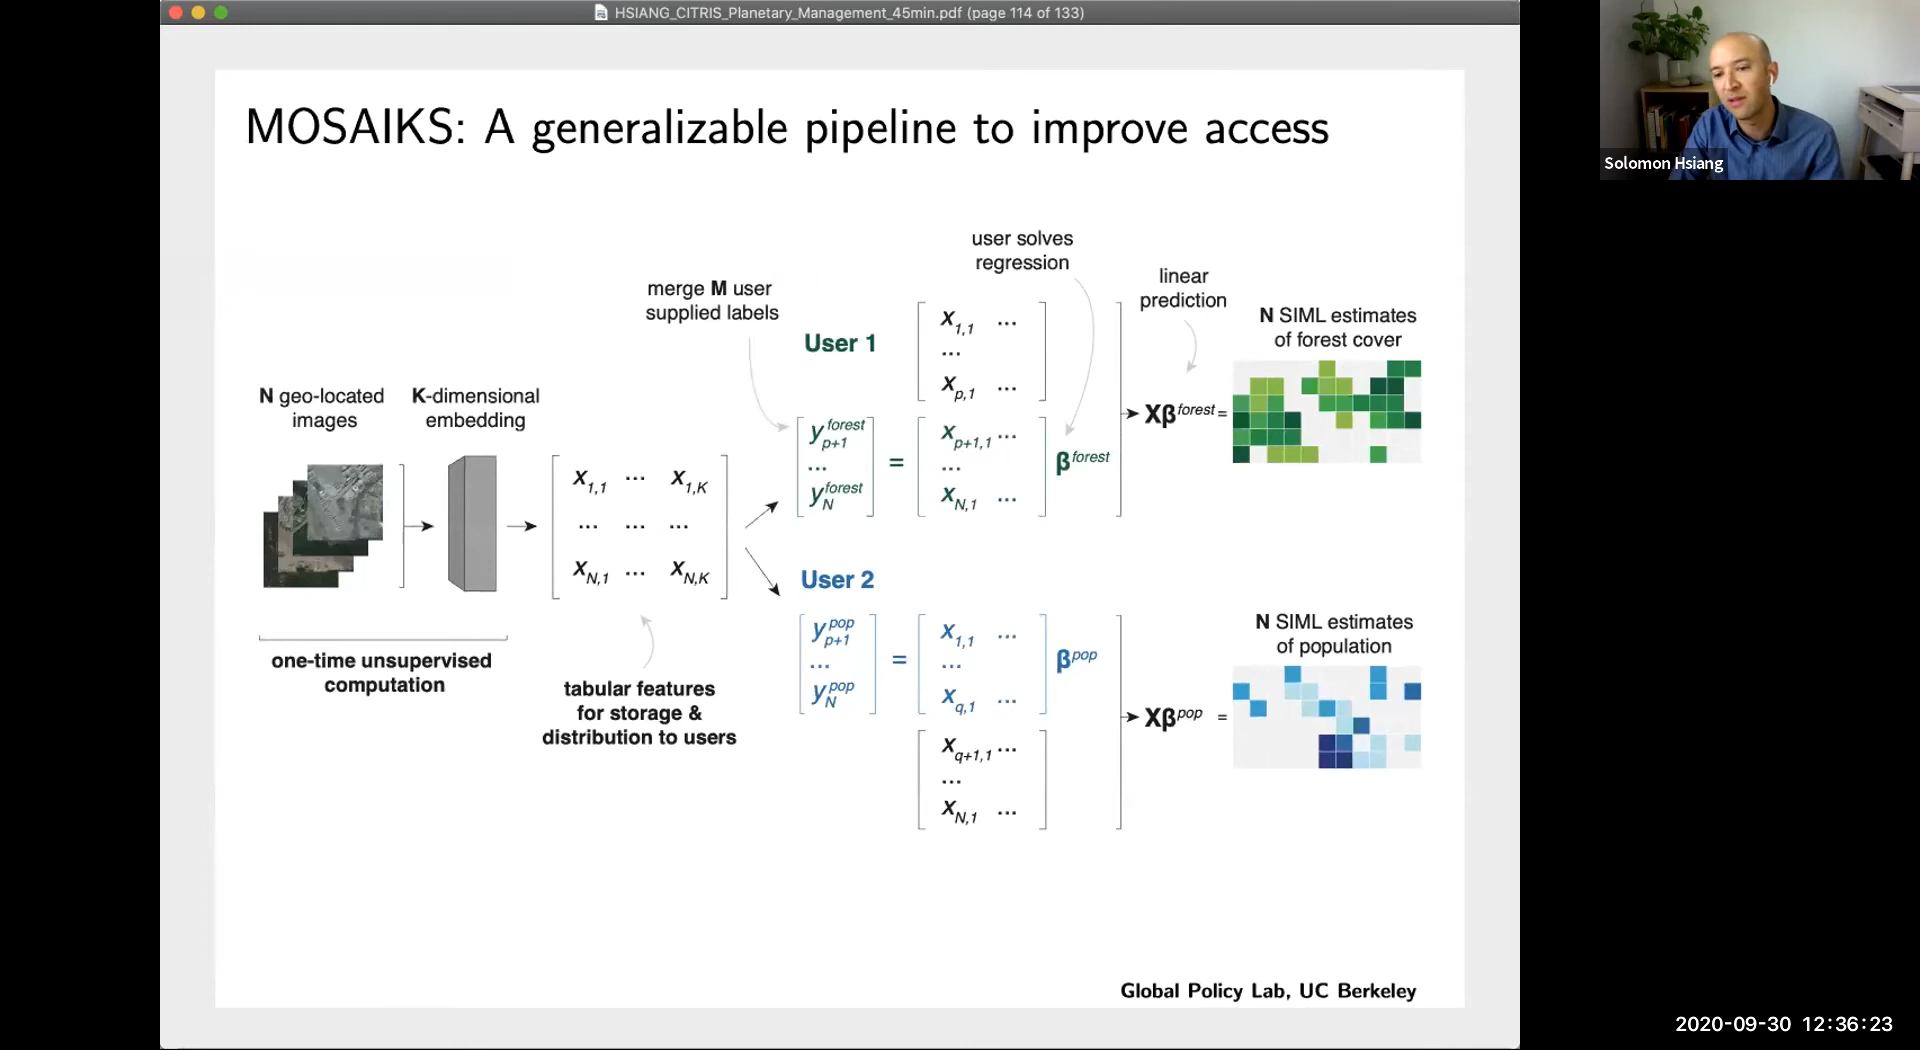 HSIANG_CITRIS_Planetary_Management_45min.pdf (page 114 of 133)
Solomon Hsiang
MOSAIKS: A generalizable pipeline to improve access
N geo-located
images
K-dimensional
embedding
one-time unsupervised
computation
x1,1 ... x1,K
... ... ...
xN,1 ... xN,K
tabular features
for storage &
distribution to users
merge M user
supplied labels
User 1
user solves
regression
linear
prediction
x1,1 ...
...
xp,1 ...
y forest p+1
...
y forest N
=
xp+1,1 ...
...
xN,1 ...
βforest
Xβforest =
N SIML estimates
of forest cover
User 2
y pop p+1
...
y pop N
=
x1,1 ...
...
xq,1 ...
βpop
xq+1,1 ...
...
xN,1 ...
Xβpop =
N SIML estimates
of population
Global Policy Lab, UC Berkeley
2020-09-30 12:36:23